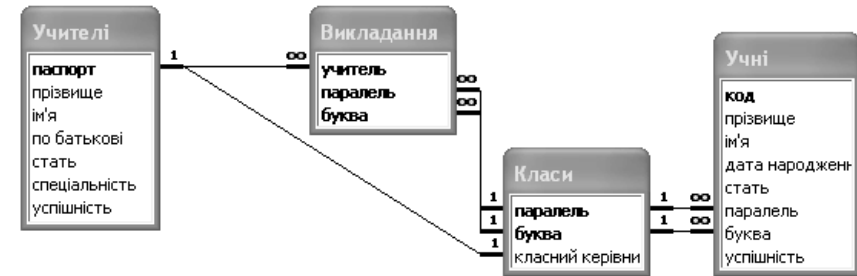 Учителі
паспорт
прізвище
ім'я
по батькові
стать
спеціальність
успішність
1
∞
Викладання
учитель
паралель
буква
∞
∞
1
1
1
Класи
паралель
буква
класний керівни
1
∞
1
∞
Учні
код
прізвище
ім'я
дата народженн
стать
паралель
буква
успішність